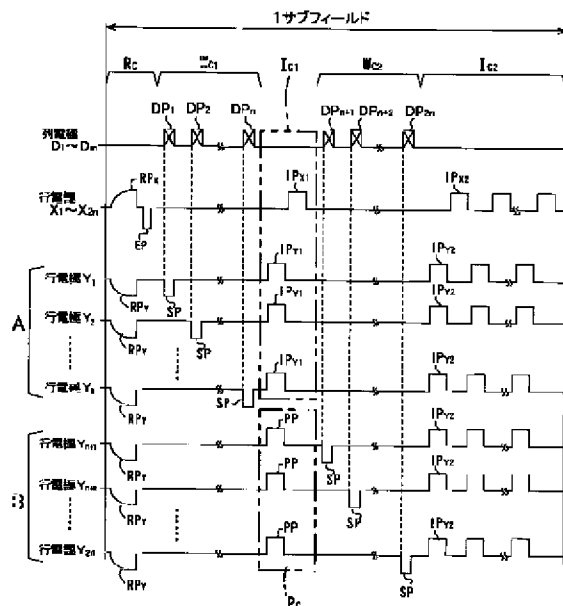 1サブフィールド
RC WC1 IC1 WC2 IC2
DP1 DP2 DPn DPn+1 DPn+2 DP2n
列電極
D1~Dm
行電極
X1~X2n
RPX EP IPX1 IPX2
A
行電極Y1
RPY SP IPY1 IPY2
行電極Y2
RPY SP IPY1 IPY2
行電極Yn
RPY SP IPY1 IPY2
B
行電極Yn+1
RPY PP SP IPY2
行電極Yn+2
RPY PP SP IPY2
行電極Y2n
RPY PP SP IPY2
PC